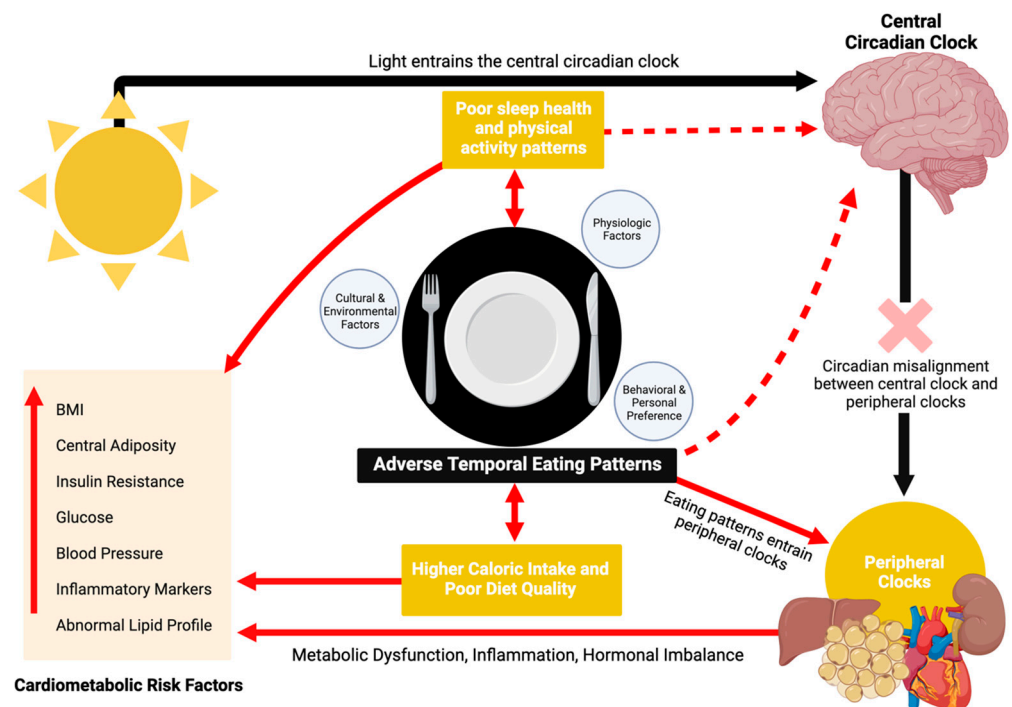 Central
Circadian Clock
Light entrains the central circadian clock
Poor sleep health
and physical
activity patterns
Physiologic
Factors
Cultural &
Environmental
Factors
Circadian misalignment
between central clock and
peripheral clocks
Behavioral &
Personal
Preference
Adverse Temporal Eating Patterns
Eating patterns entrain
peripheral clocks
BMI
Central Adiposity
Insulin Resistance
Glucose
Blood Pressure
Inflammatory Markers
Abnormal Lipid Profile
Higher Caloric Intake and
Poor Diet Quality
Peripheral
Clocks
Metabolic Dysfunction, Inflammation, Hormonal Imbalance
Cardiometabolic Risk Factors